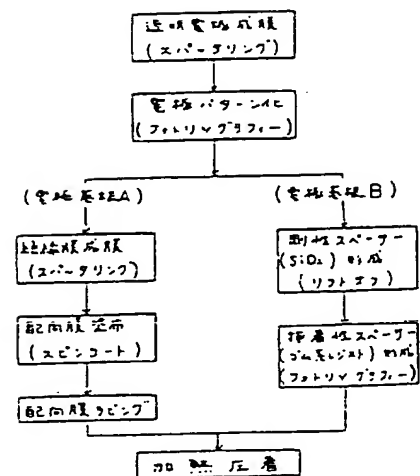 透明電極成膜
(スパータリング)
電極パターン化
(フォトリソグラフィー)
(電極基板A)
(電極基板B)
絶縁膜成膜
(スパータリング)
剛性スペーサー
(SiO₂) 形成
(リフトオフ)
配向膜塗布
(スピンコート)
接着性スペーサー
(ゴム系レジスト) 形成
(フォトリソグラフィー)
配向膜ラビング
加熱圧着